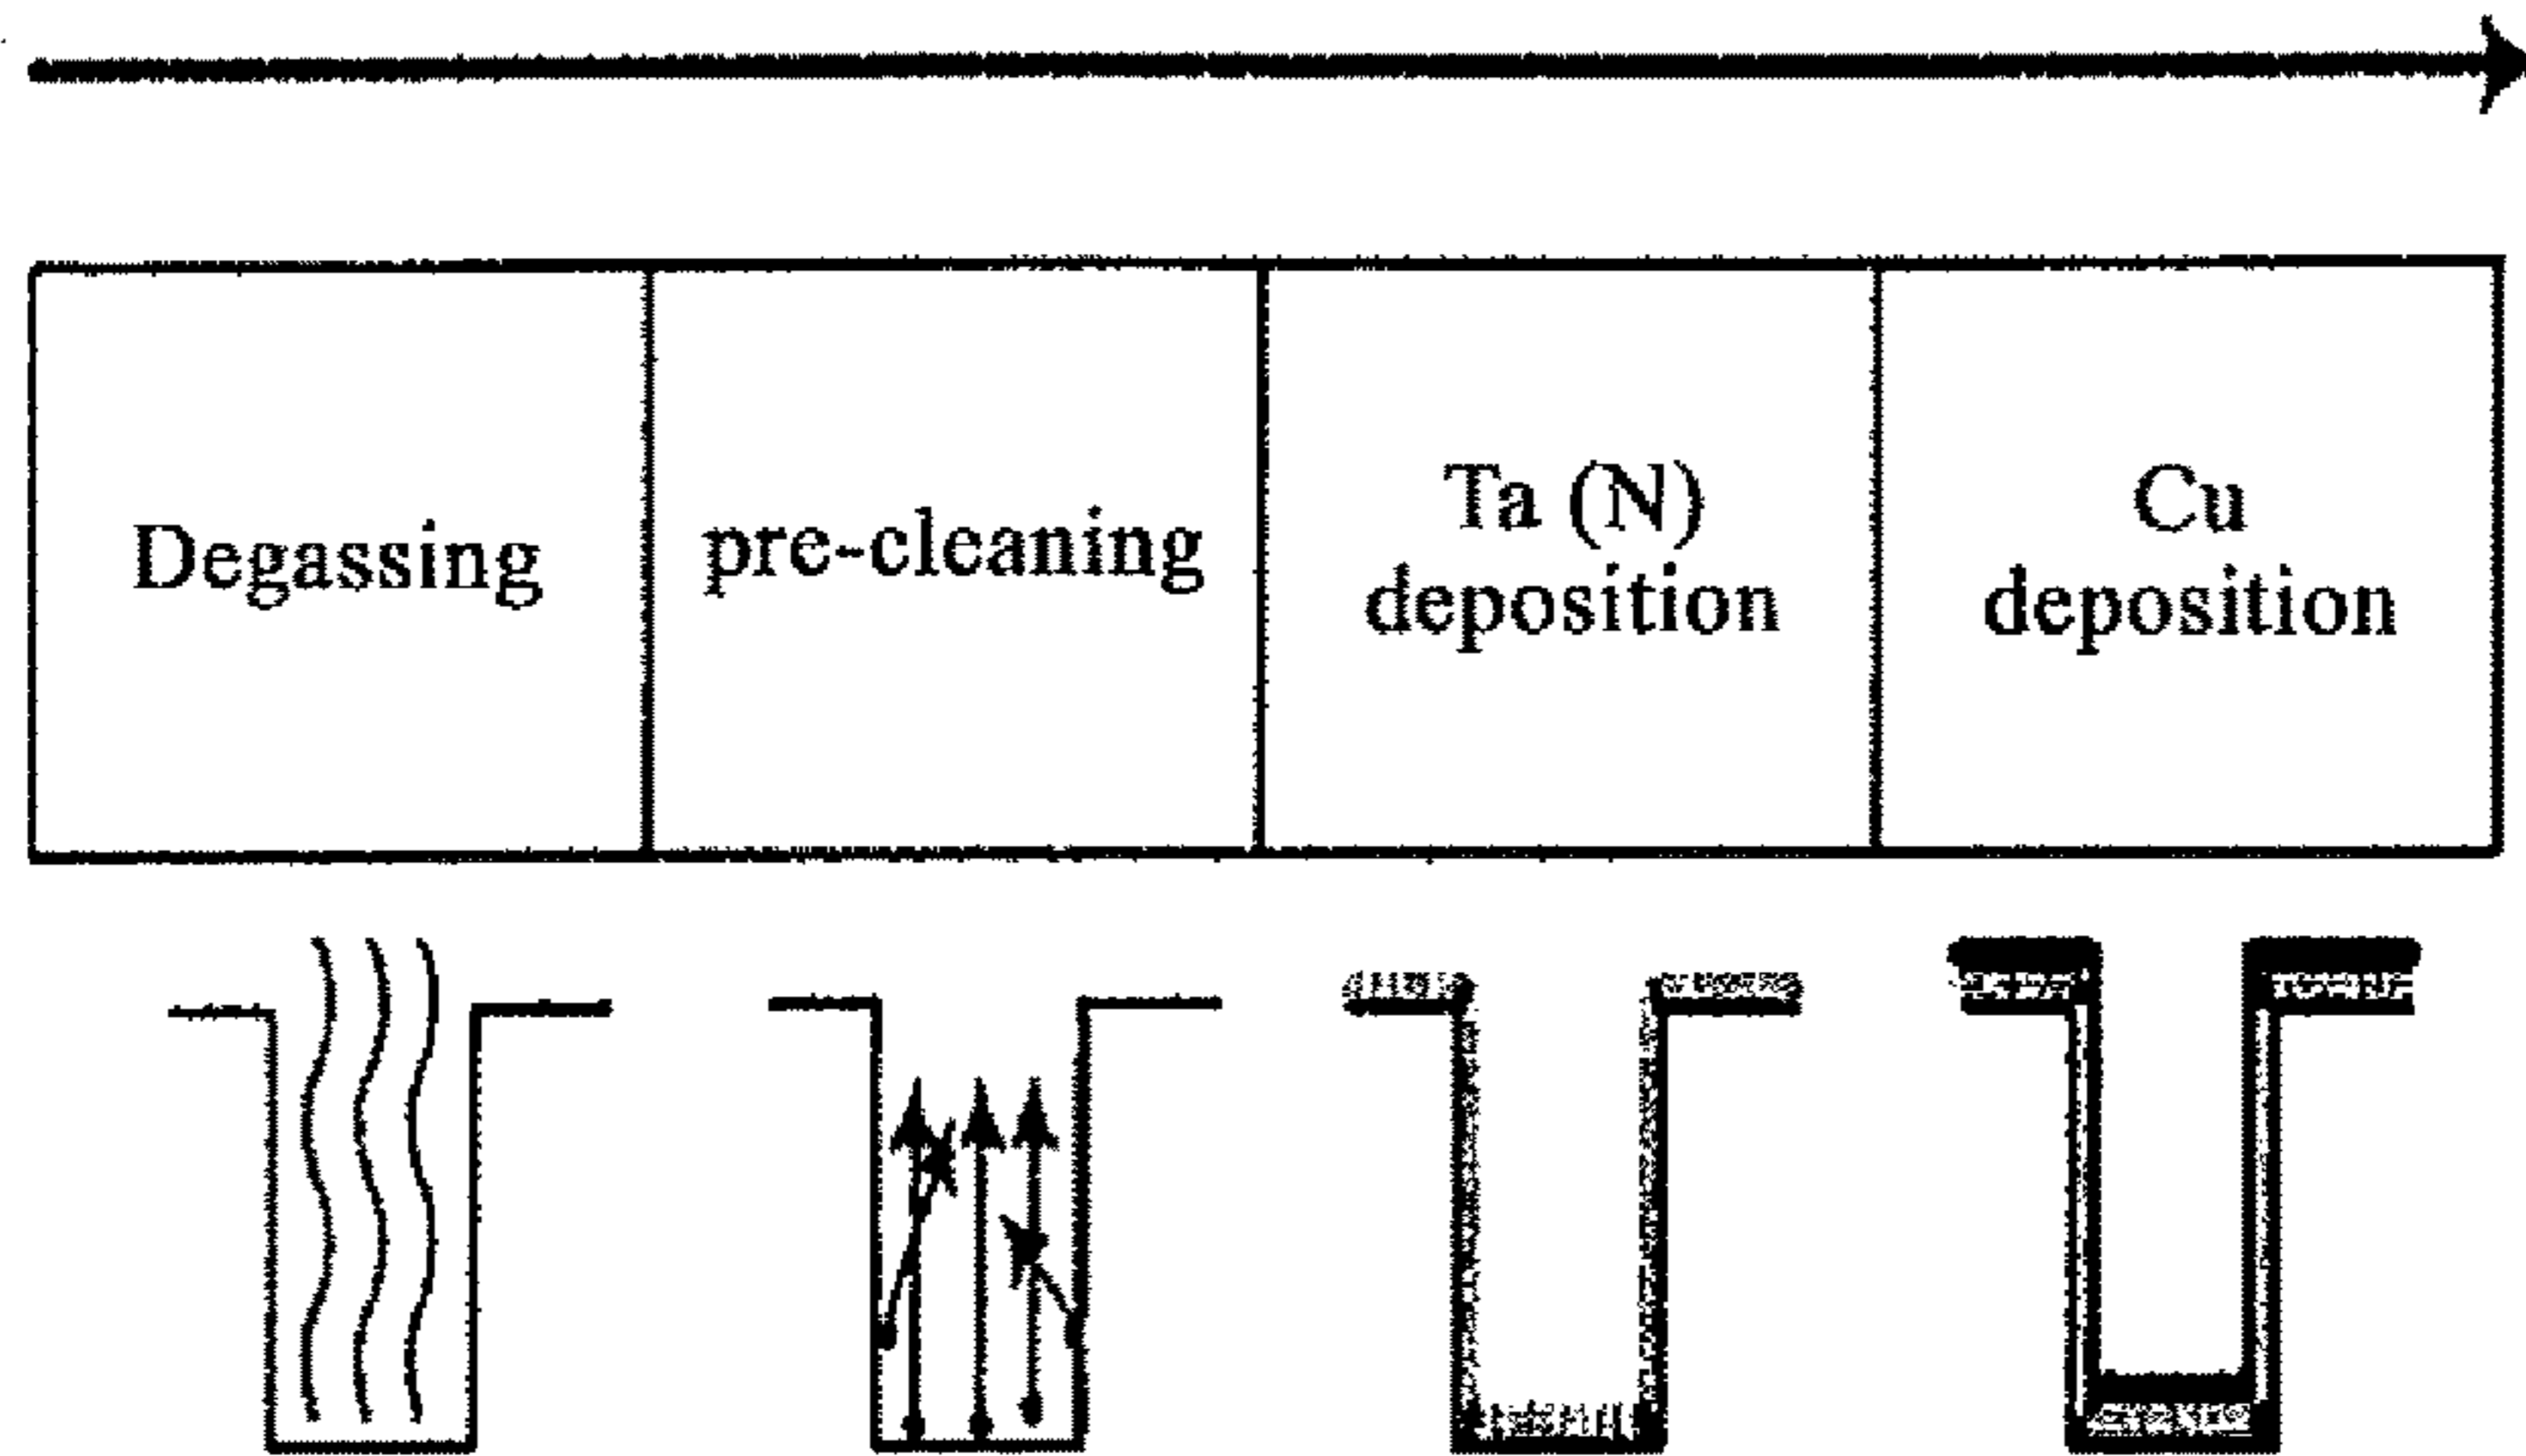 Degassing
pre-cleaning
Ta (N)
deposition
Cu
deposition